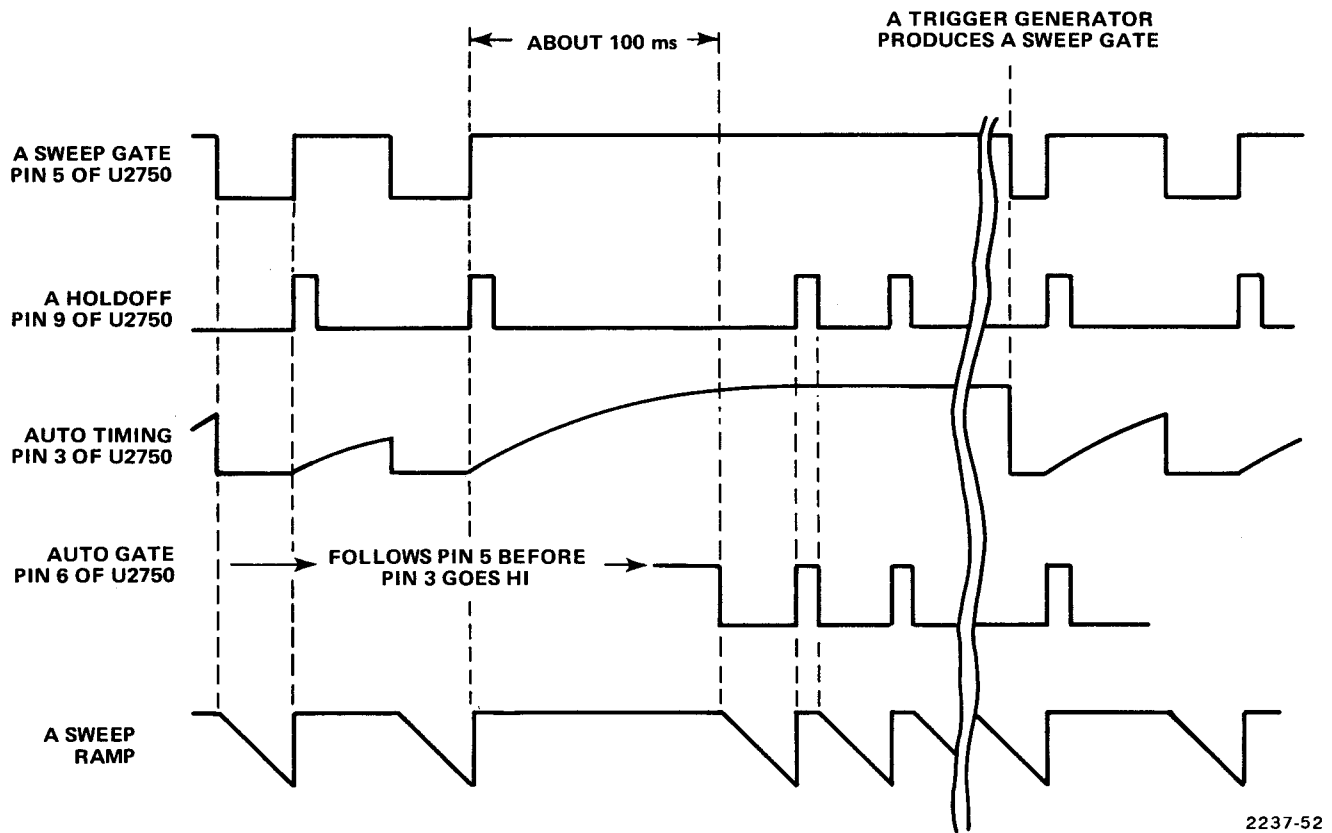 A TRIGGER GENERATOR
PRODUCES A SWEEP GATE
ABOUT 100 ms
A SWEEP GATE
PIN 5 OF U2750
A HOLDOFF
PIN 9 OF U2750
AUTO TIMING
PIN 3 OF U2750
AUTO GATE
PIN 6 OF U2750
FOLLOWS PIN 5 BEFORE
PIN 3 GOES HI
A SWEEP
RAMP
2237-52